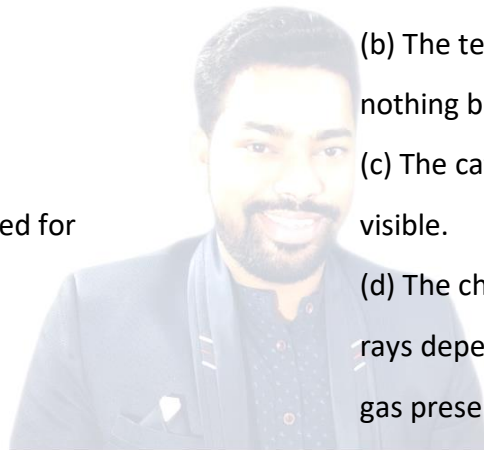 (b) The te
nothing b
(c) The ca
ed for
visible.
(d) The ch
rays depe
gas prese